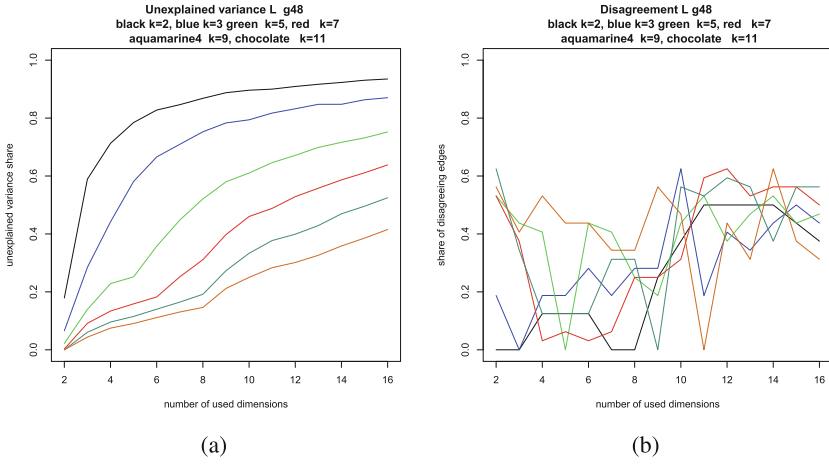 Unexplained variance L g48
black k=2, blue k=3 green k=5, red k=7
aquamarine4 k=9, chocolate k=11
unexplained variance share
1.0
0.8
0.6
0.4
0.2
0.0
2 4 6 8 10 12 14 16
number of used dimensions
(a)
Disagreement L g48
black k=2, blue k=3 green k=5, red k=7
aquamarine4 k=9, chocolate k=11
share of disagreeing edges
1.0
0.8
0.6
0.4
0.2
0.0
2 4 6 8 10 12 14 16
number of used dimensions
(b)